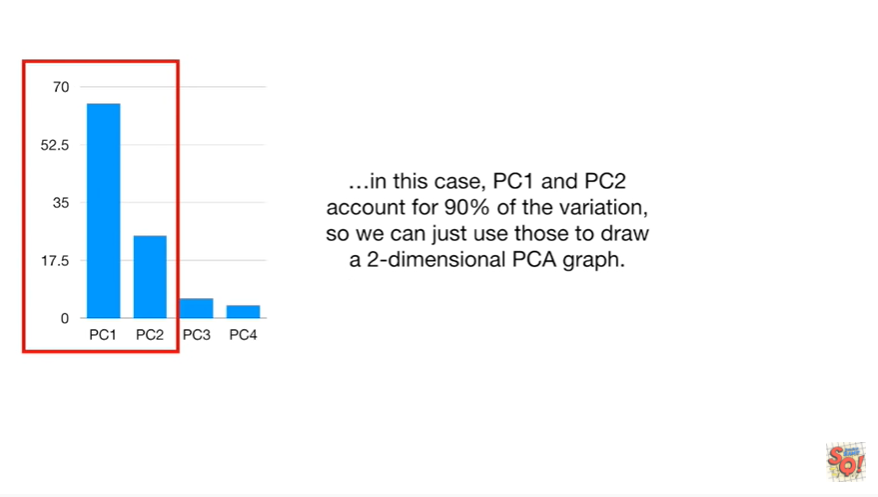 70
52.5
35
17.5
0
PC1 PC2 PC3 PC4
…in this case, PC1 and PC2
account for 90% of the variation,
so we can just use those to draw
a 2-dimensional PCA graph.
SQ!